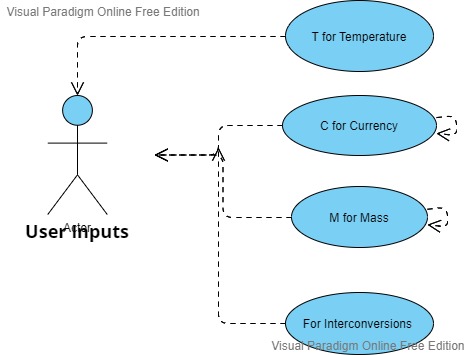 Visual Paradigm Online Free Edition
T for Temperature
C for Currency
M for Mass
Actor
User Inputs
For Interconversions
Visual Paradigm Online Free Edition